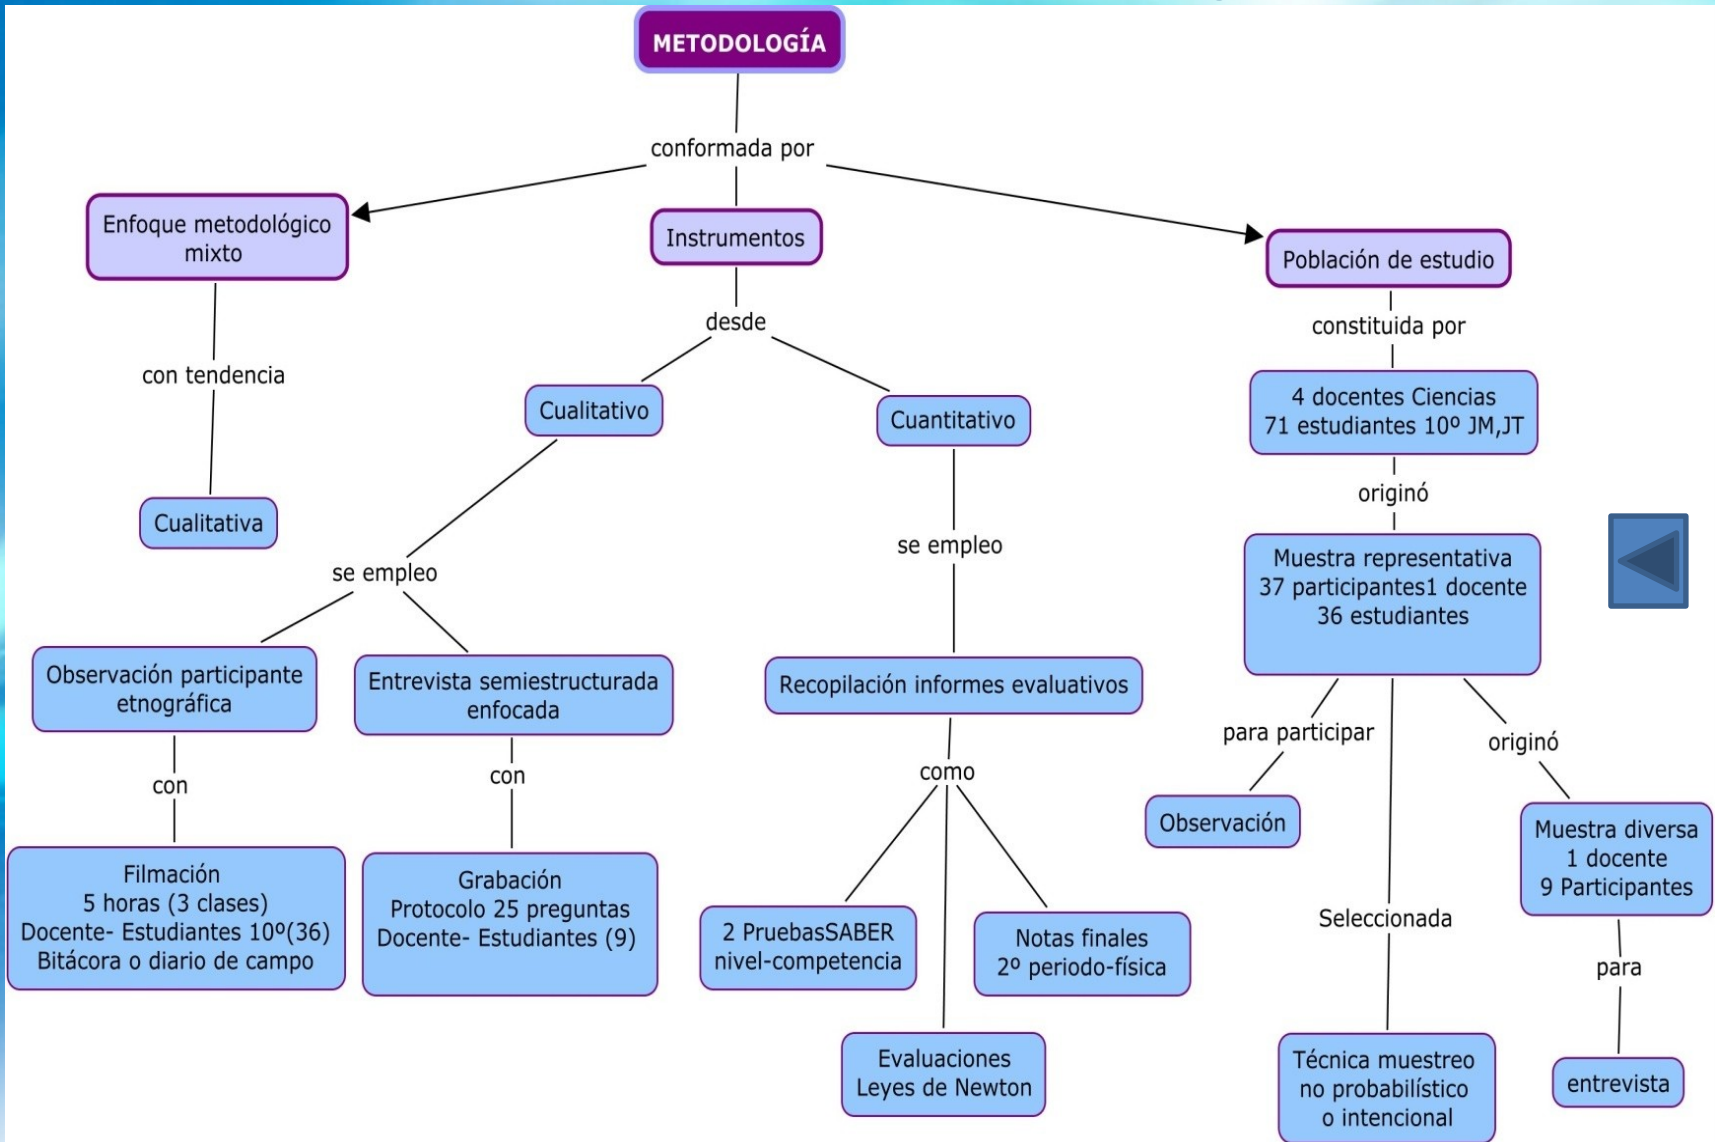 METODOLOGÍA
conformada por
Enfoque metodológico
mixto
con tendencia
Cualitativa
Instrumentos
desde
Cualitativo
se empleo
Observación participante
etnográfica
con
Filmación
5 horas (3 clases)
Docente- Estudiantes 10º(36)
Bitácora o diario de campo
Entrevista semiestructurada
enfocada
con
Grabación
Protocolo 25 preguntas
Docente- Estudiantes (9)
Cuantitativo
se empleo
Recopilación informes evaluativos
como
2 PruebasSABER
nivel-competencia
Evaluaciones
Leyes de Newton
Notas finales
2º periodo-física
Población de estudio
constituida por
4 docentes Ciencias
71 estudiantes 10º JM,JT
originó
Muestra representativa
37 participantes1 docente
36 estudiantes
para participar
Observación
Seleccionada
Técnica muestreo
no probabilístico
o intencional
originó
Muestra diversa
1 docente
9 Participantes
para
entrevista